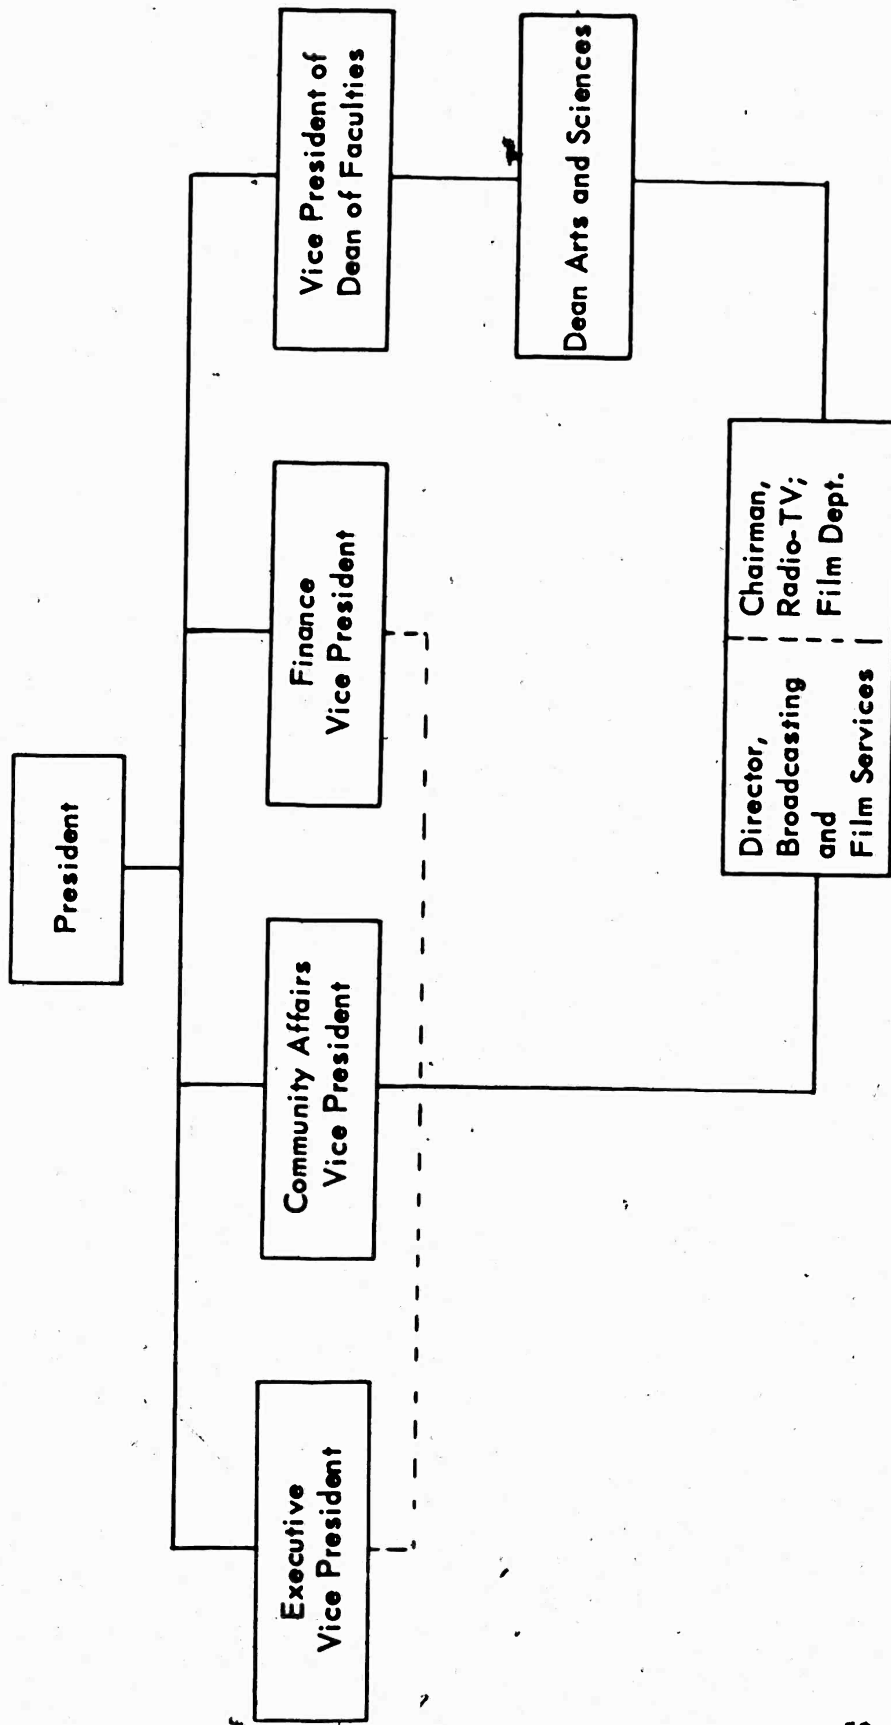 President
Executive
Vice President
Community Affairs
Vice President
Finance
Vice President
Vice President of
Dean of Faculties
Dean Arts and Sciences
Director,
Broadcasting
and
Film Services
Chairman,
Radio-TV;
Film Dept.